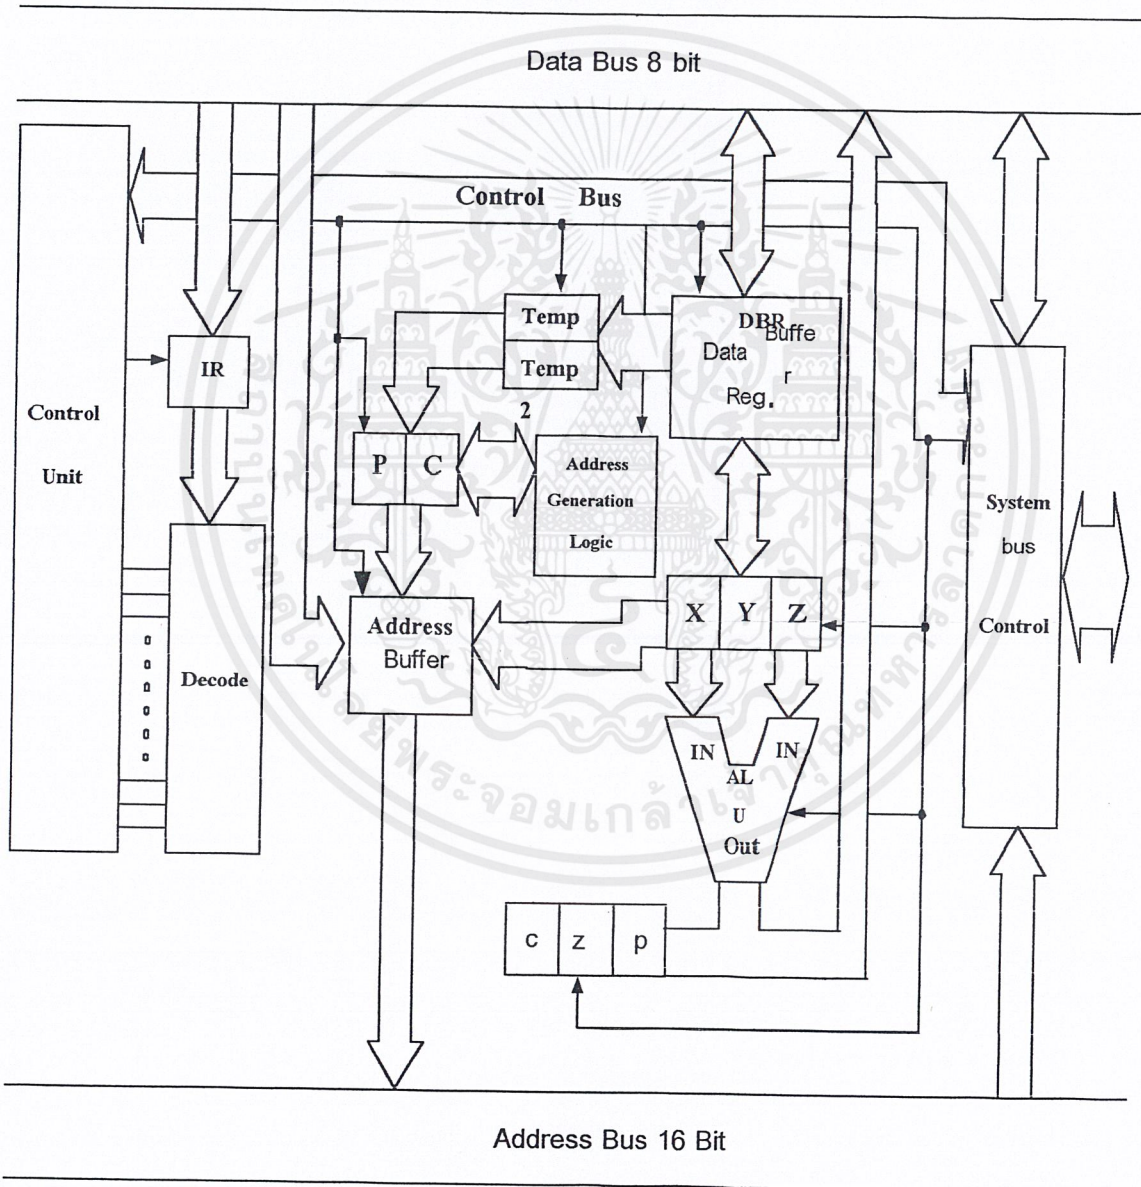 Data Bus 8 bit
Control Bus
Temp
Temp
DBR
Buffe
Data
r
Reg.
IR
Control
Unit
2
P C
Address
Generation
Logic
System
bus
Control
X Y Z
Address
Buffer
Decode
IN IN
AL
U
Out
c z p
Address Bus 16 Bit